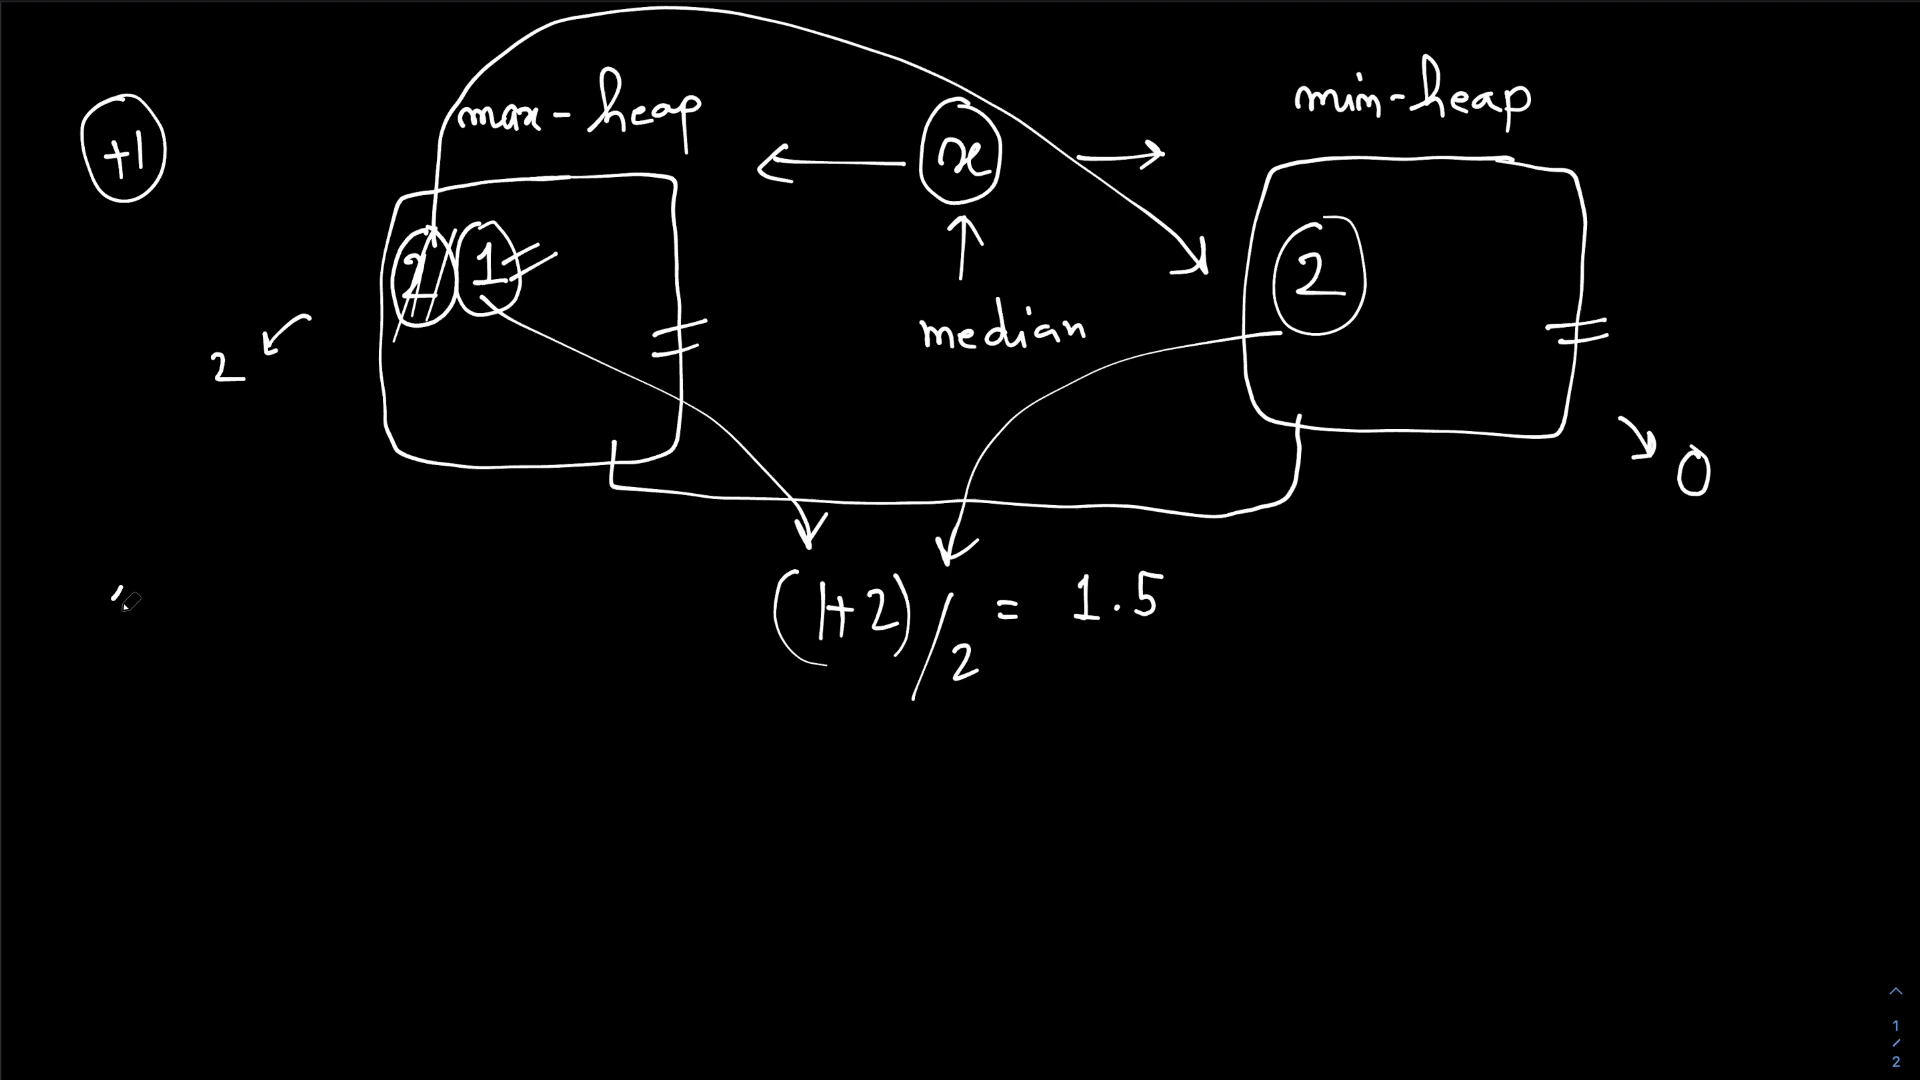 max-heap
min-heap
+1
x
2 1
2
median
2
0
(1+2)/2 = 1.5
1
/
2